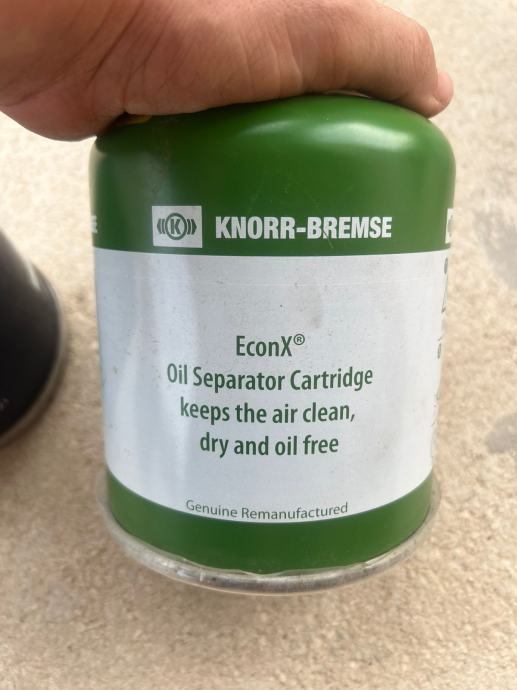 KNORR-BREMSE
EconX®
Oil Separator Cartridge
keeps the air clean,
dry and oil free
Genuine Remanufactured